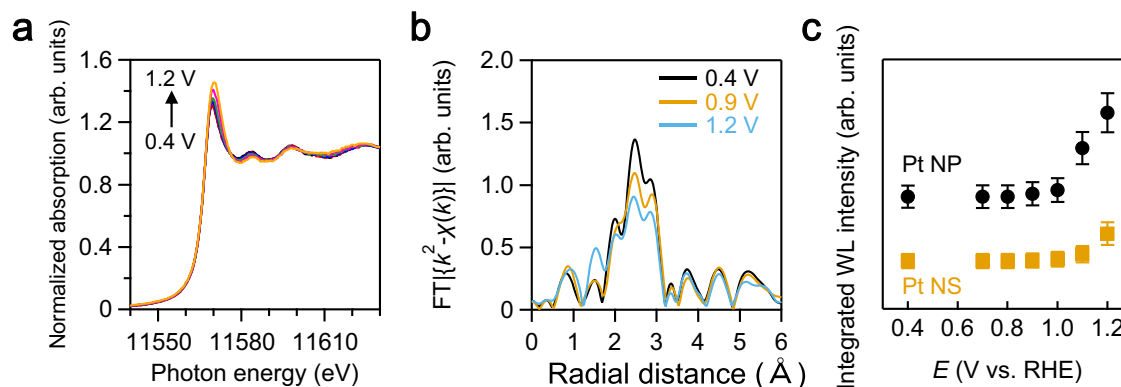 a
Normalized absorption (arb. units)
1.6
1.2
0.8
0.4
0
1.2 V
0.4 V
11550
11580
11610
Photon energy (eV)
b
FT|{k²-χ(k)}| (arb. units)
2.0
1.5
1.0
0.5
0.0
0.4 V
0.9 V
1.2 V
0 1 2 3 4 5 6
Radial distance (Å)
c
Integrated WL intensity (arb. units)
Pt NP
Pt NS
0.4 0.6 0.8 1.0 1.2
E (V vs. RHE)